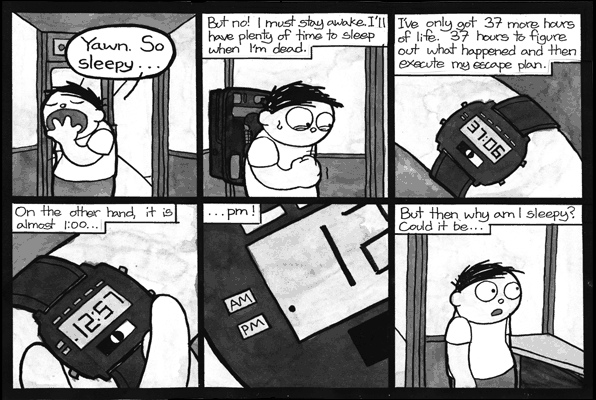 Yawn. So
sleepy...
But no! I must stay awake. I'll
have plenty of time to sleep
when I'm dead.
I've only got 37 more hours
of life. 37 hours to figure
out what happened and then
execute my escape plan.
37:06
On the other hand, it is
almost 1:00...
12:57
...pm!
12
AM
PM
But then why am I sleepy?
Could it be...